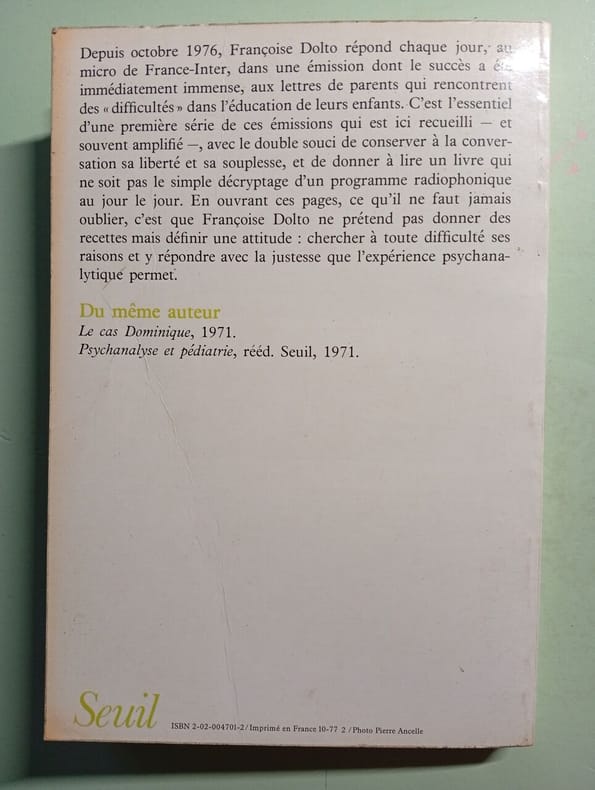 Depuis octobre 1976, Françoise Dolto répond chaque jour, au
micro de France-Inter, dans une émission dont le succès a été
immédiatement immense, aux lettres de parents qui rencontrent
des « difficultés » dans l'éducation de leurs enfants. C'est l'essentiel
d'une première série de ces émissions qui est ici recueilli — et
souvent amplifié —, avec le double souci de conserver à la conver-
sation sa liberté et sa souplesse, et de donner à lire un livre qui
ne soit pas le simple décryptage d'un programme radiophonique
au jour le jour. En ouvrant ces pages, ce qu'il ne faut jamais
oublier, c'est que Françoise Dolto ne prétend pas donner des
recettes mais définir une attitude : chercher à toute difficulté ses
raisons et y répondre avec la justesse que l'expérience psychana-
lytique permet.
Du même auteur
Le cas Dominique, 1971.
Psychanalyse et pédiatrie, rééd. Seuil, 1971.
Seuil
ISBN 2-02-004701-2 / Imprimé en France 10-77 2 / Photo Pierre Ancelle